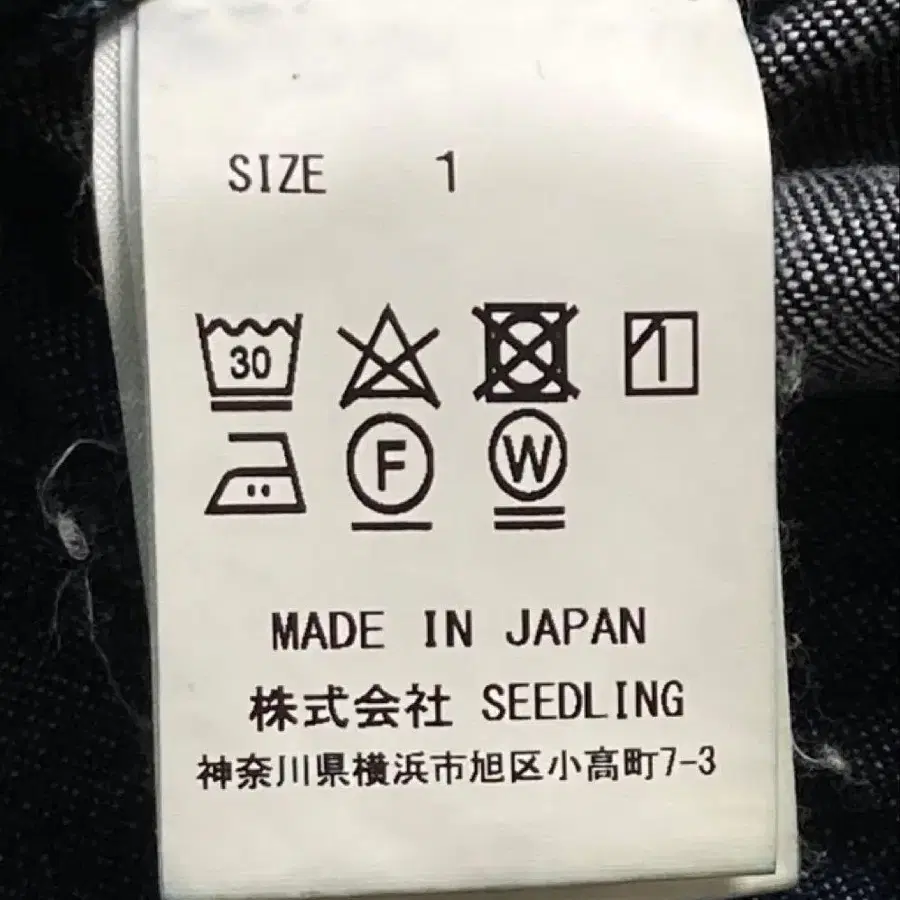 SIZE 1
30
F W
MADE IN JAPAN
株式会社 SEEDLING
神奈川県横浜市旭区小高町7-3